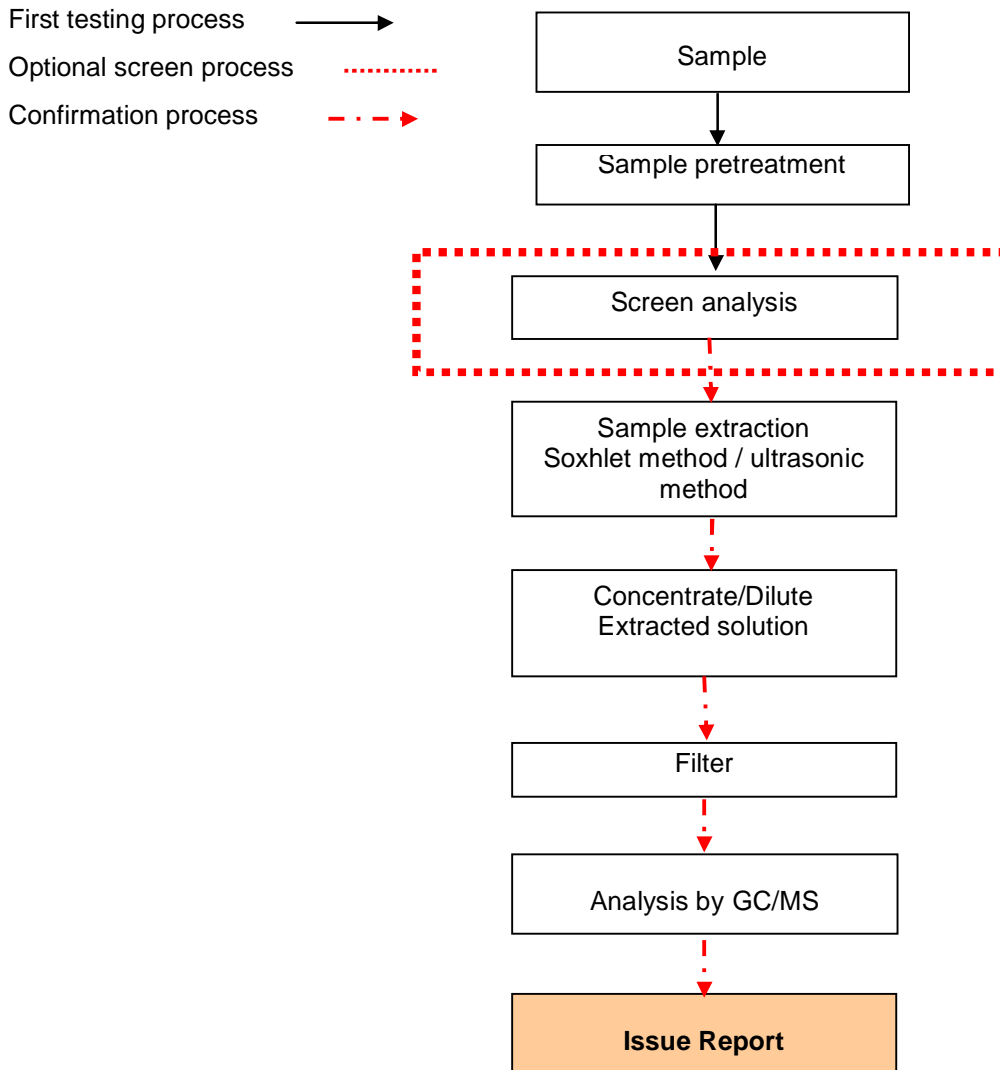 First testing process
Optional screen process
Confirmation process
Sample
Sample pretreatment
Screen analysis
Sample extraction
Soxhlet method / ultrasonic
method
Concentrate/Dilute
Extracted solution
Filter
Analysis by GC/MS
Issue Report